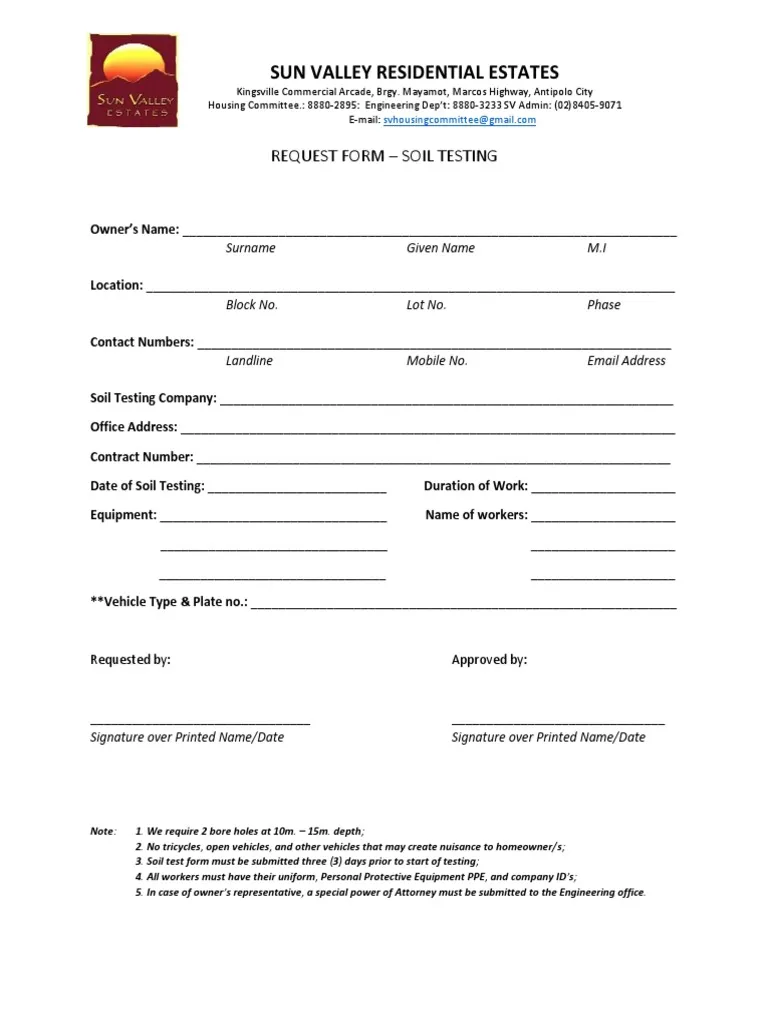 SUN VALLEY
ESTATES
SUN VALLEY RESIDENTIAL ESTATES
Kingsville Commercial Arcade, Brgy. Mayamot, Marcos Highway, Antipolo City
Housing Committee.: 8880-2895: Engineering Dep't: 8880-3233 SV Admin: (02)8405-9071
E-mail: svhousingcommittee@gmail.com
REQUEST FORM – SOIL TESTING
Owner's Name: ____________________
Surname Given Name M.I
Location: ____________________
Block No. Lot No. Phase
Contact Numbers: ____________________
Landline Mobile No. Email Address
Soil Testing Company: ____________________
Office Address: ____________________
Contract Number: ____________________
Date of Soil Testing: ____________________ Duration of Work: ____________________
Equipment: ____________________ Name of workers: ____________________
**Vehicle Type & Plate no.: ____________________
Requested by: Approved by:
Signature over Printed Name/Date Signature over Printed Name/Date
Note: 1. We require 2 bore holes at 10m. – 15m. depth;
2. No tricycles, open vehicles, and other vehicles that may create nuisance to homeowner/s;
3. Soil test form must be submitted three (3) days prior to start of testing;
4. All workers must have their uniform, Personal Protective Equipment PPE, and company ID's;
5. In case of owner's representative, a special power of Attorney must be submitted to the Engineering office.